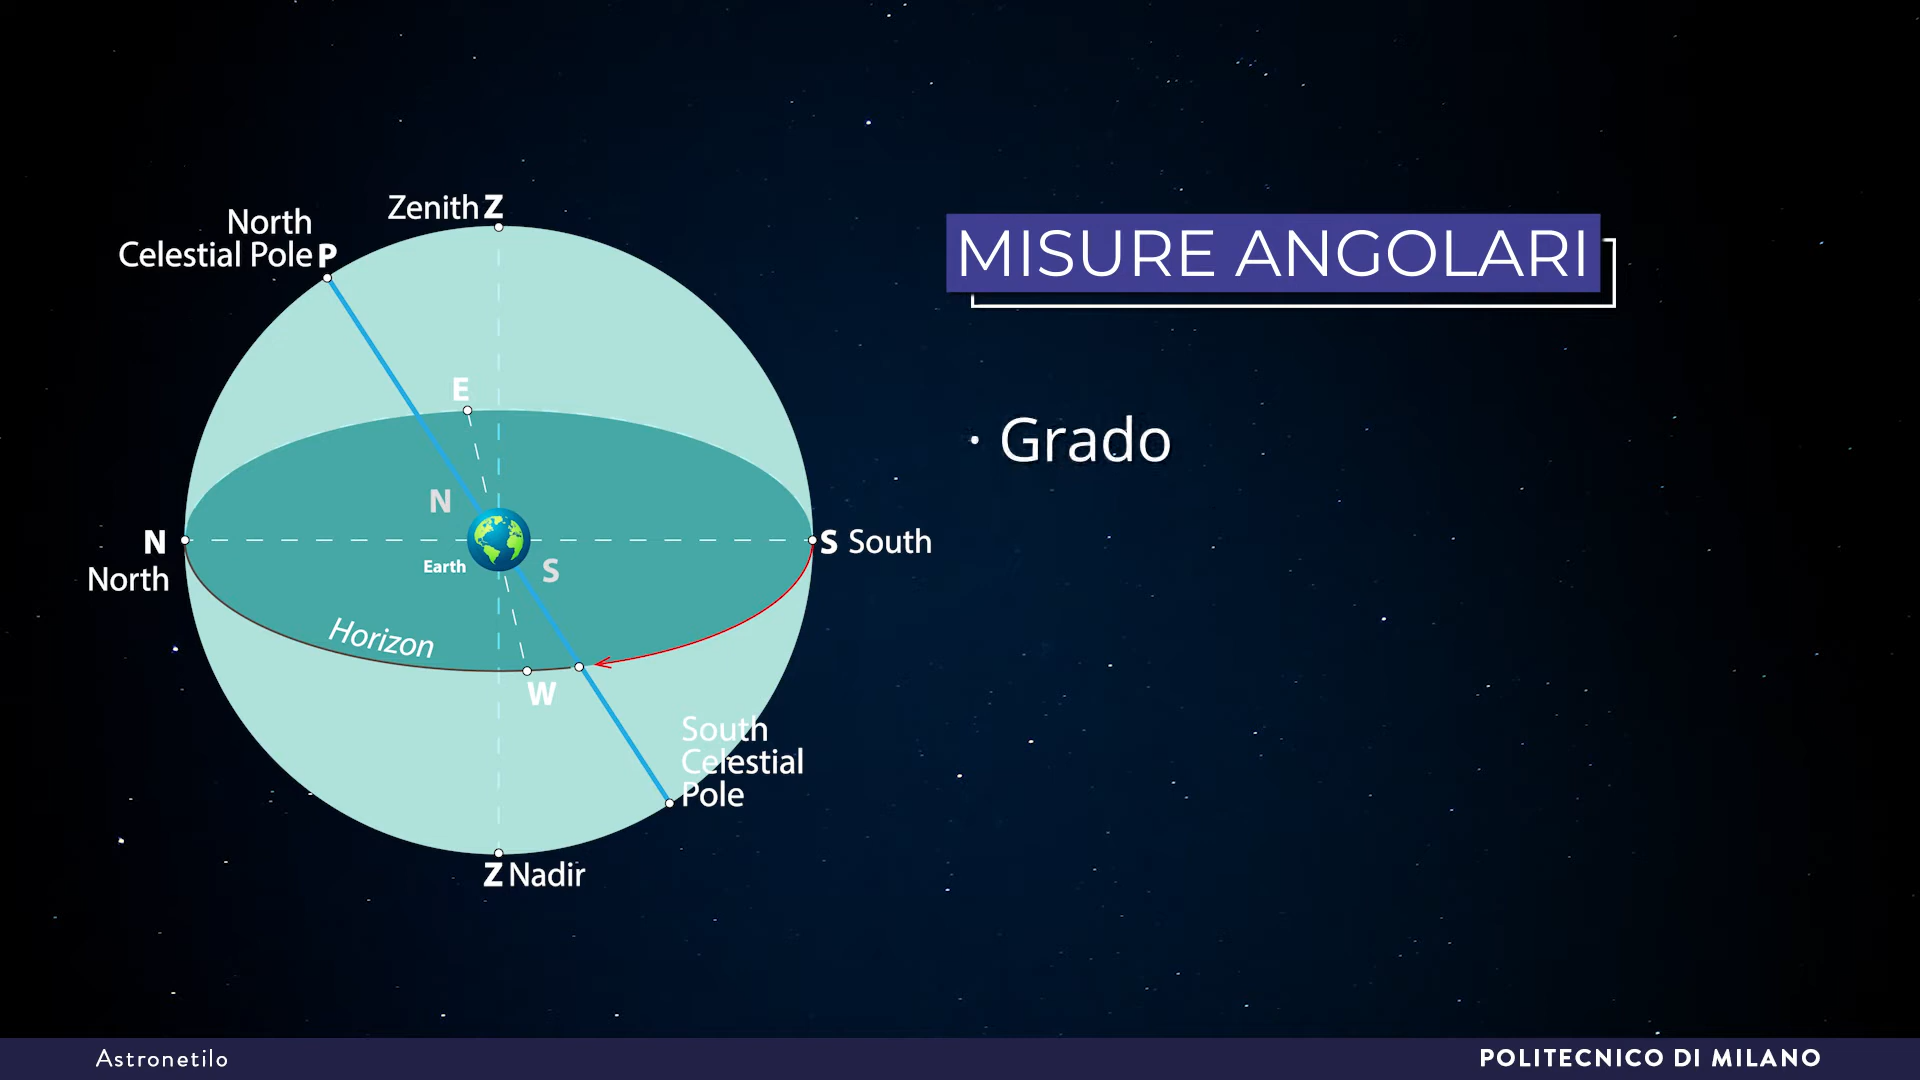 Zenith Z
North
Celestial Pole P
E
N
N
North
Earth
S
S South
Horizon
W
South
Celestial
Pole
Z Nadir
MISURE ANGOLARI
· Grado
Astronetilo
POLITECNICO DI MILANO